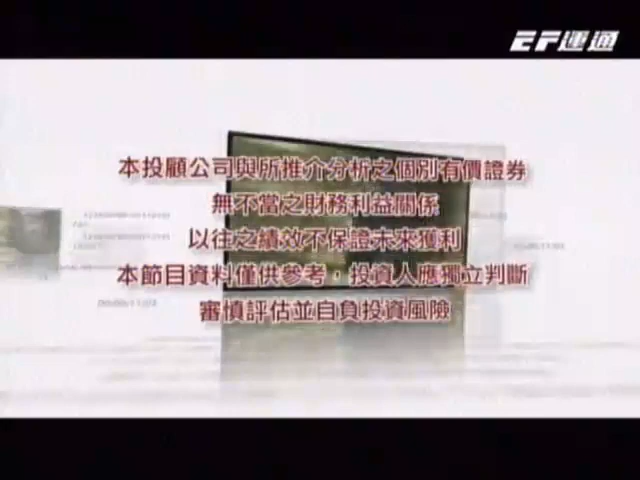 EF運通
本投顧公司與所推介分析之個別有價證券
無不當之財務利益關係
以往之績效不保證未來獲利
本節目資料僅供參考，投資人應獨立判斷
審慎評估並自負投資風險